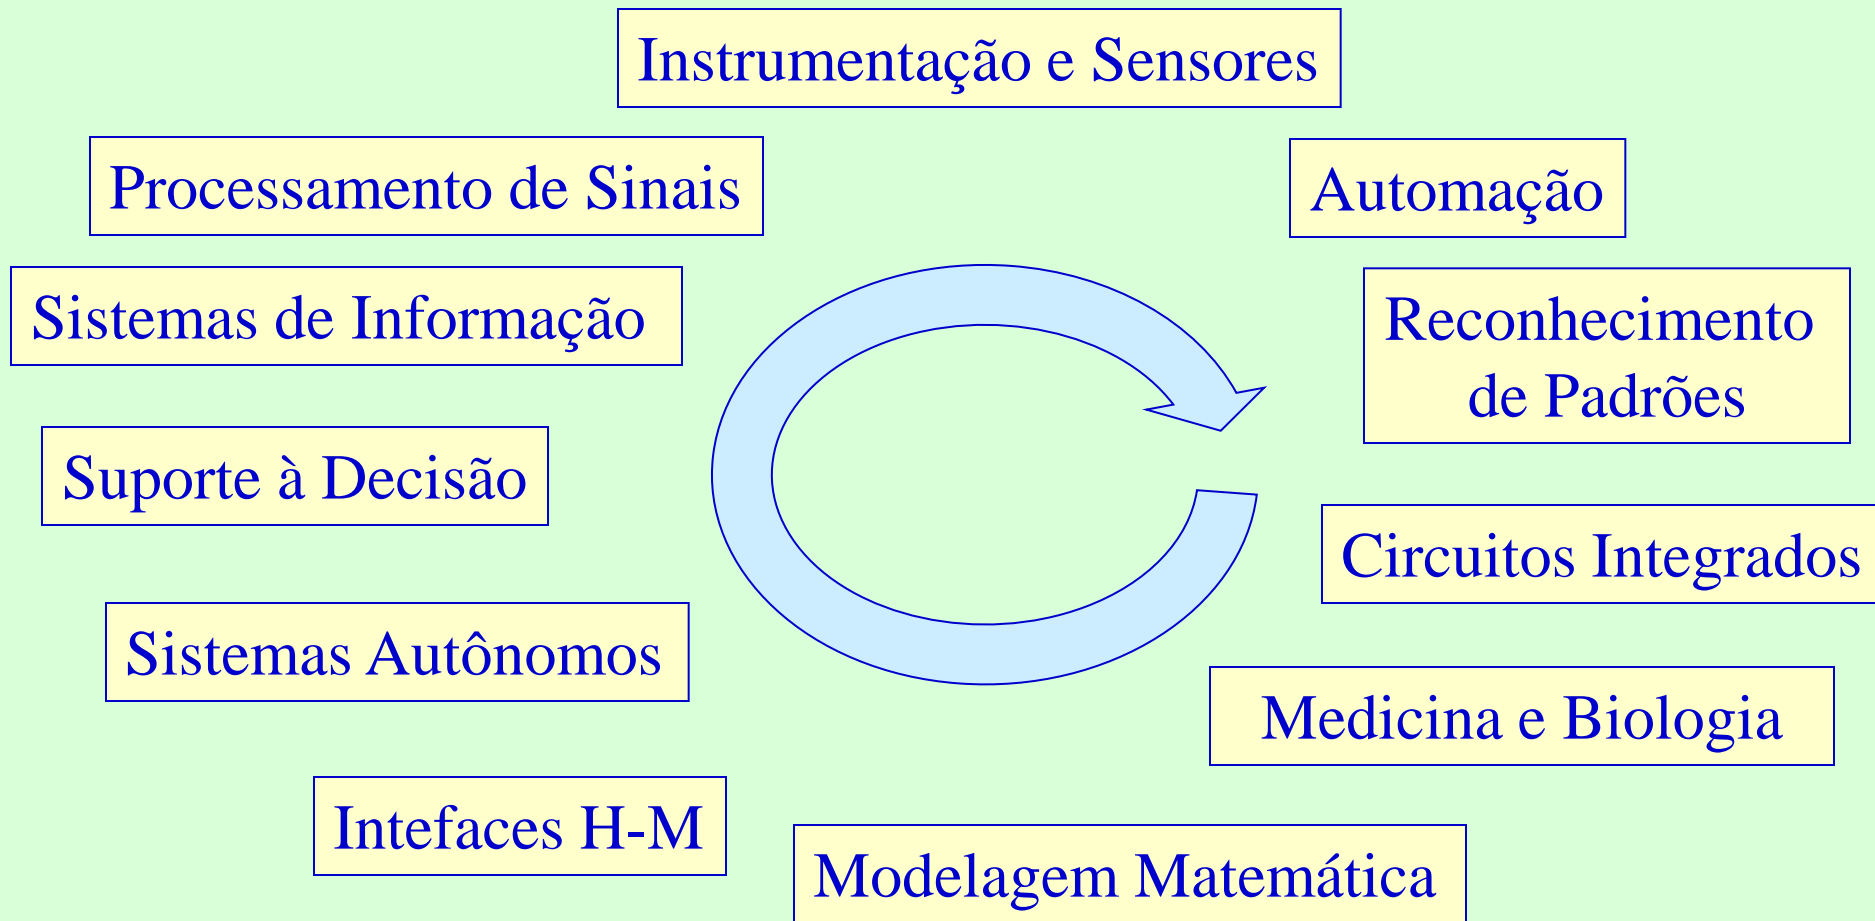 Instrumentação e Sensores
Processamento de Sinais
Automação
Sistemas de Informação
Reconhecimento
de Padrões
Suporte à Decisão
Circuitos Integrados
Sistemas Autônomos
Medicina e Biologia
Intefaces H-M
Modelagem Matemática